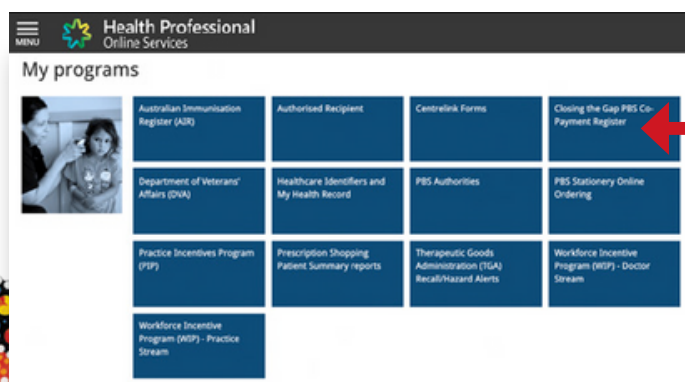 MENU
Health Professional
Online Services
My programs
Australian Immunisation
Register (AIR)
Authorised Recipient
Centrelink Forms
Closing the Gap PBS Co-
Payment Register
Department of Veterans'
Affairs (DVA)
Healthcare Identifiers and
My Health Record
PBS Authorities
PBS Stationery Online
Ordering
Practice Incentives Program
(PIP)
Prescription Shopping
Patient Summary reports
Therapeutic Goods
Administration (TGA)
Recall/Hazard Alerts
Workforce Incentive
Program (WIP) - Doctor
Stream
Workforce Incentive
Program (WIP) - Practice
Stream